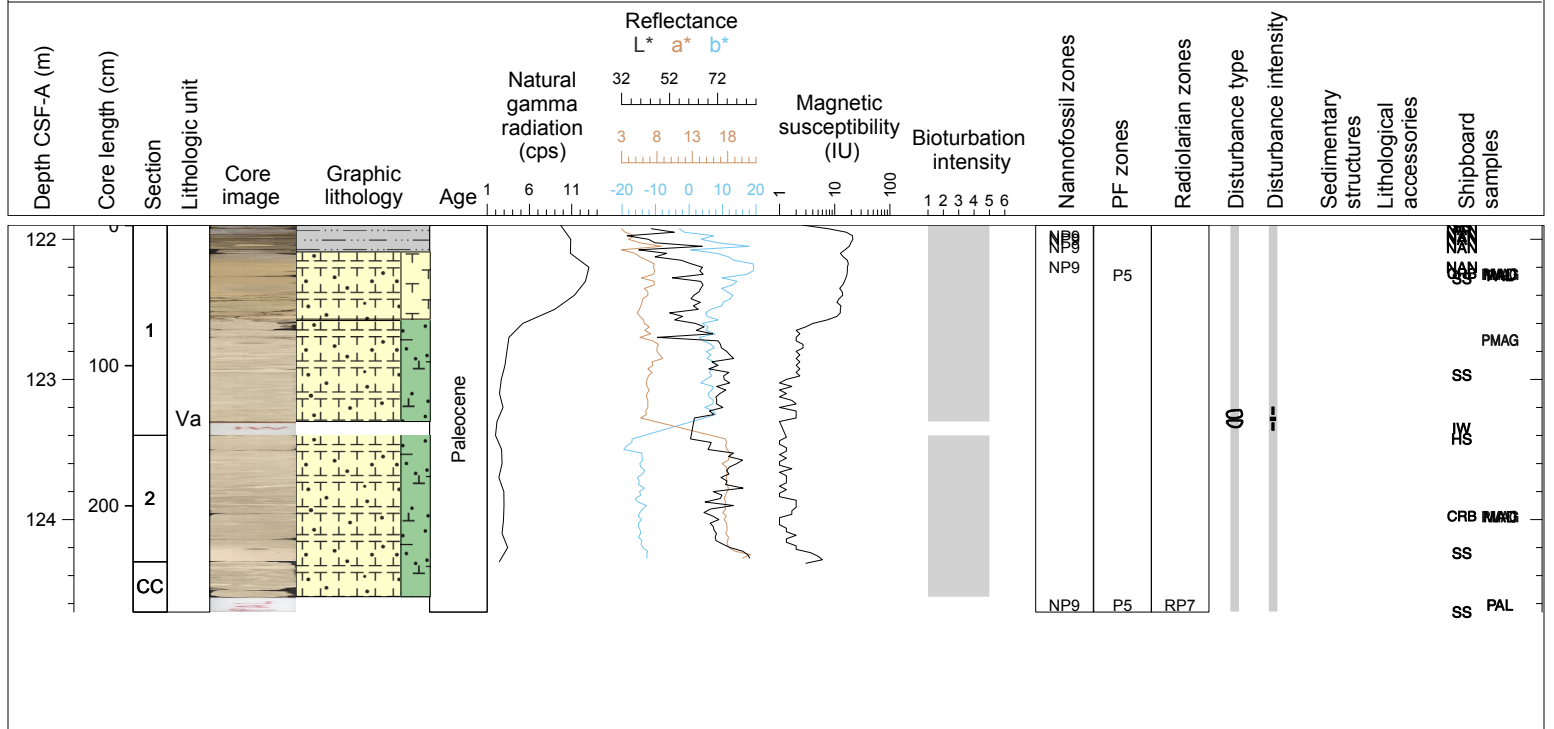 Depth CSF-A (m)
Core length (cm)
Section
Lithologic unit
Core
image
Graphic
lithology
Age
Natural
gamma
radiation
(cps)
1 6 11
Reflectance
L* a* b*
32 52 72
3 8 13 18
-20 -10 0 10 20
Magnetic
susceptibility
(IU)
1 10 100
Bioturbation
intensity
1 2 3 4 5 6
Nannofossil zones
PF zones
Radiolarian zones
Disturbance type
Disturbance intensity
Sedimentary
structures
Lithological
accessories
Shipboard
samples
122
123
124
0
100
200
1
2
CC
Va
Paleocene
NP9
NP9
NP9
NP9
P5
NP9 P5 RP7
NAN
NAN
NAN
SS
PMAG
SS
IW
HS
CRB
SS
SS
PAL